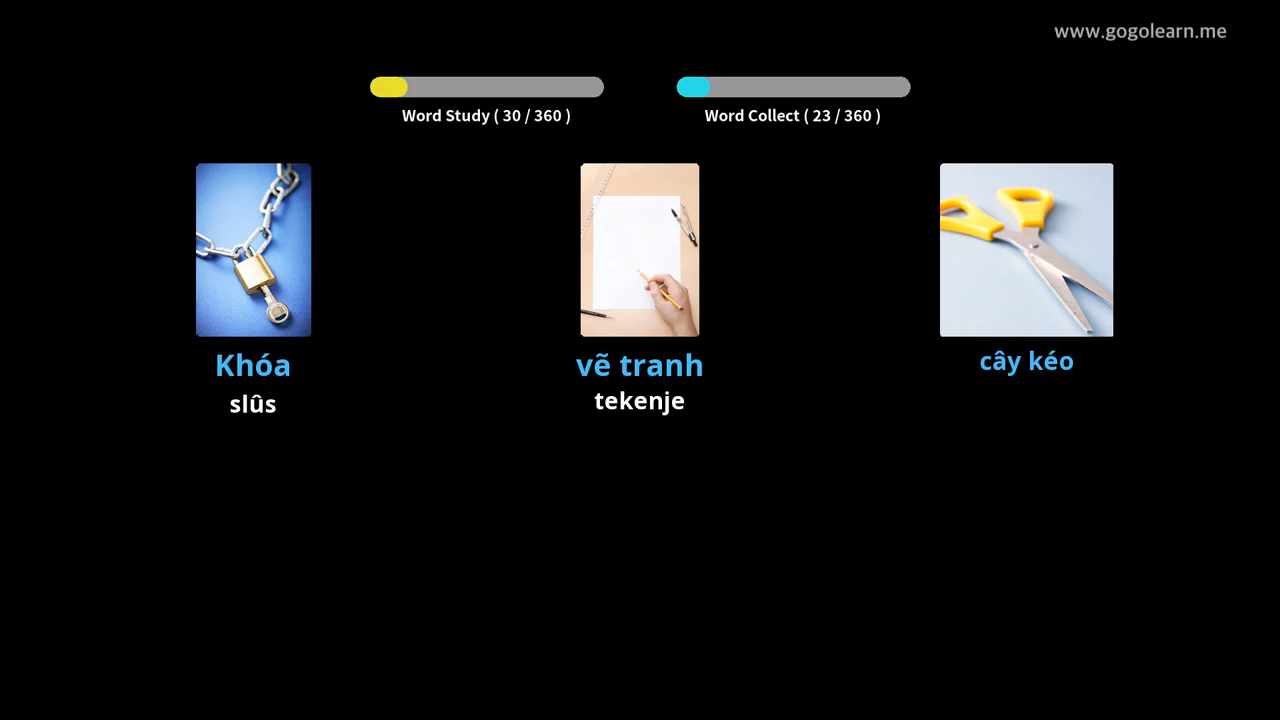 www.gogolearn.me
Word Study ( 30 / 360 )
Word Collect ( 23 / 360 )
Khóa
vẽ tranh
cây kéo
slûs
tekenje